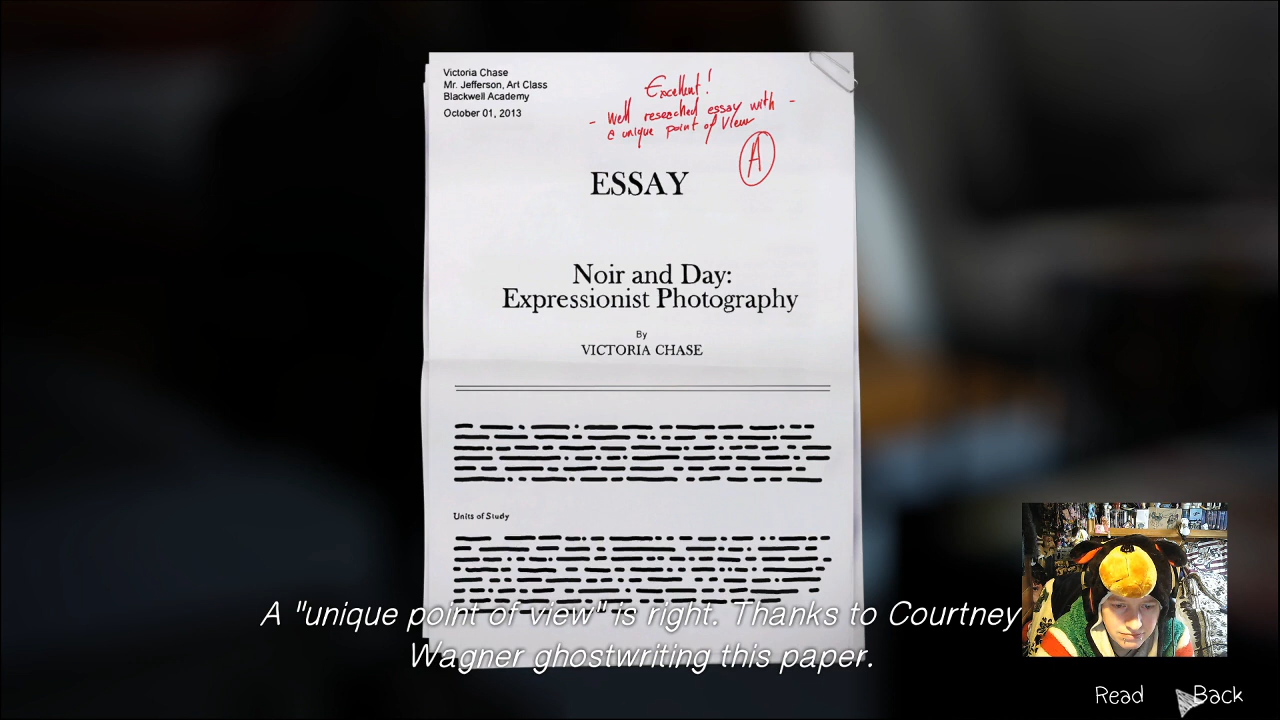 Victoria Chase
Mr. Jefferson, Art Class
Blackwell Academy
October 01, 2013
Excellent!
- Well reseached essay with -
a unique point of View
A
ESSAY
Noir and Day:
Expressionist Photography
By
VICTORIA CHASE
Units of Study
A "unique point of view" is right. Thanks to Courtney
Wagner ghostwriting this paper.
Read
Back